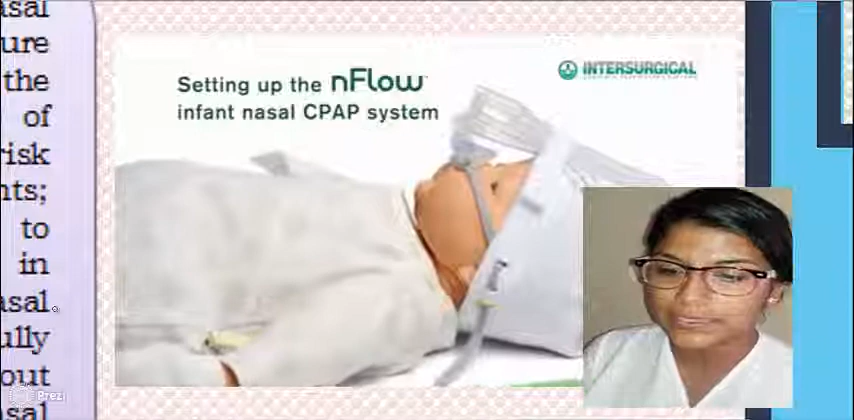 asal
ure
the
of
risk
nts;
to
in
asal
ully
out
asal
Setting up the nFlow
infant nasal CPAP system
INTERSURGICAL
Prezi